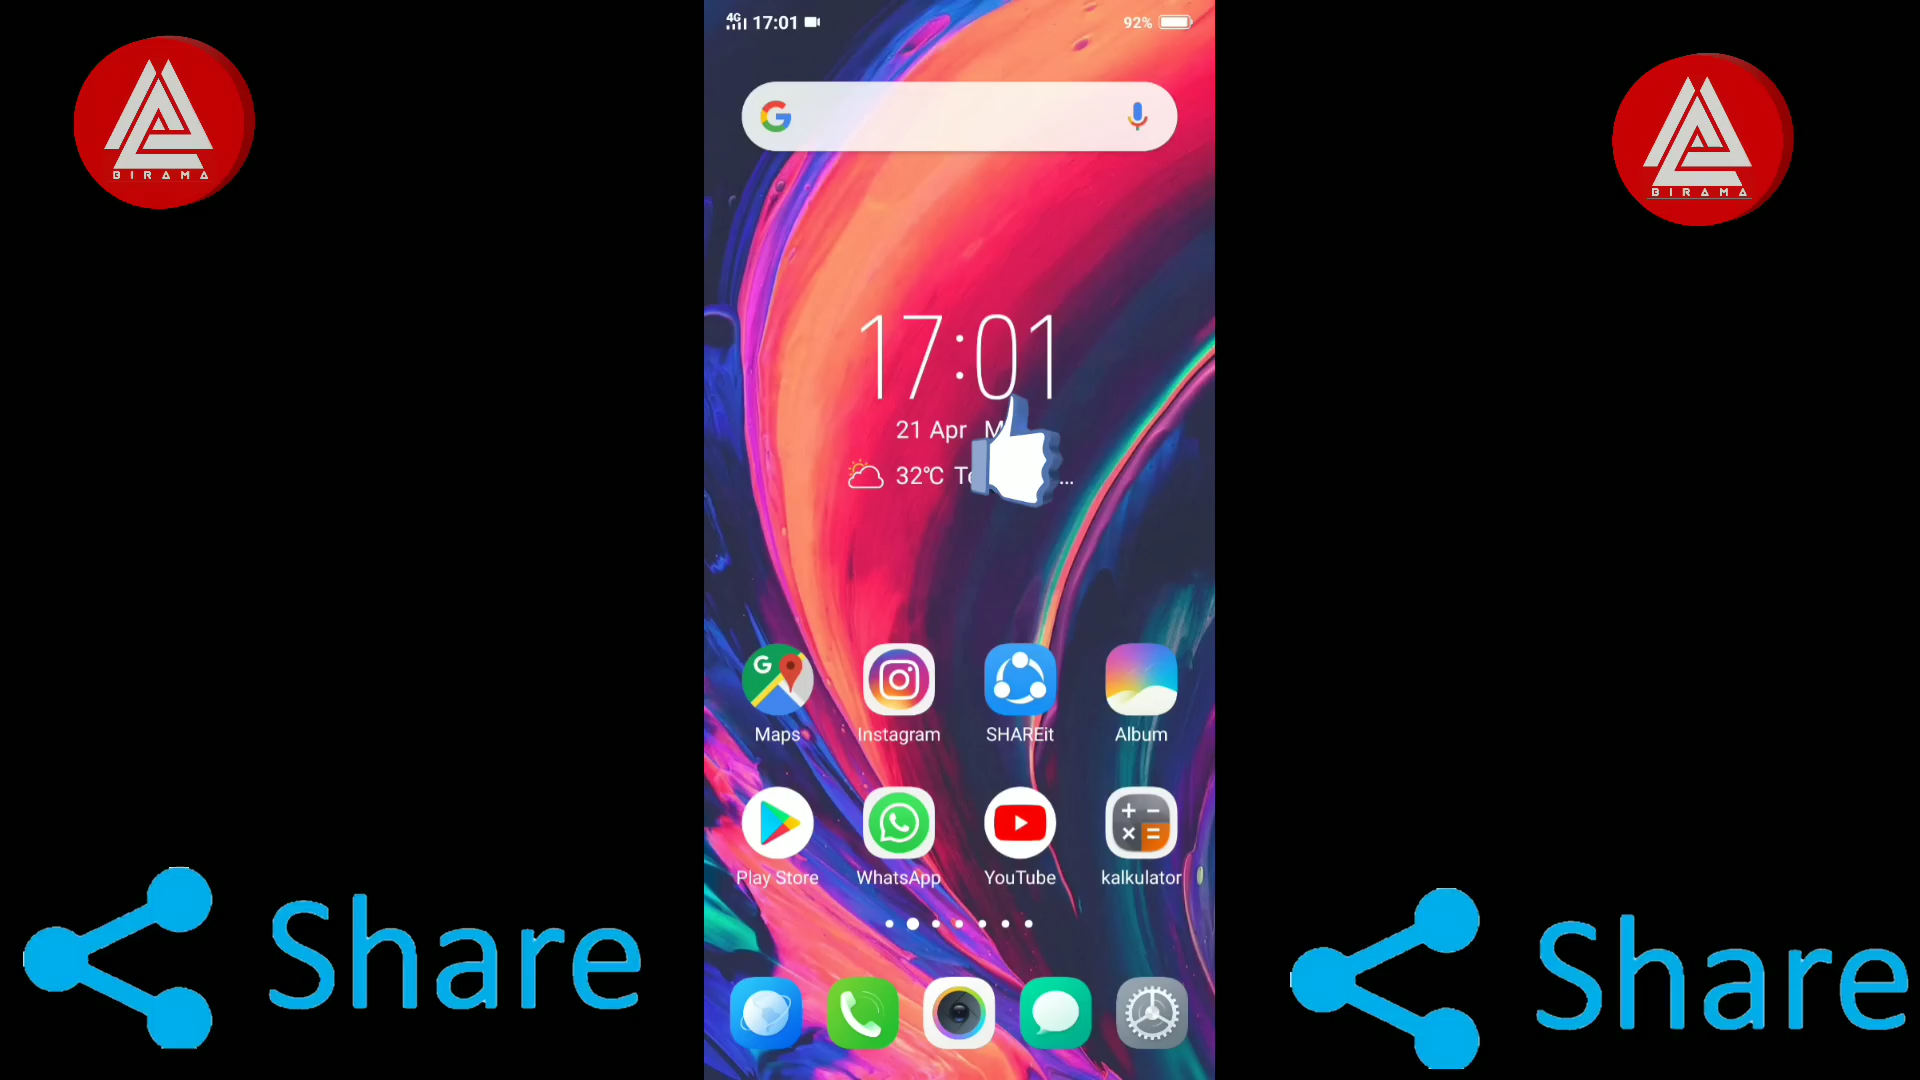 4G 17:01 92%
BIRAMA
BIRAMA
17:01
21 Apr
32°C
Maps Instagram SHAREit Album
Play Store WhatsApp YouTube kalkulator
Share
Share